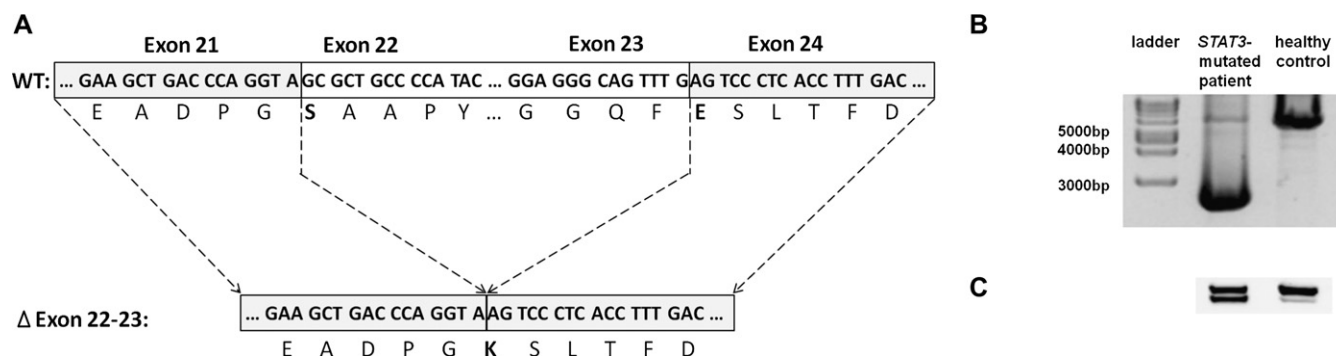 A
Exon 21 Exon 22 Exon 23 Exon 24
WT: ... GAA GCT GAC CCA GGT A GC GCT GCC CCA TAC ... GGA GGG CAG TTT G AG TCC CTC ACC TTT GAC ...
E A D P G S A A P Y ... G G Q F E S L T F D
Δ Exon 22-23: ... GAA GCT GAC CCA GGT A AG TCC CTC ACC TTT GAC ...
E A D P G K S L T F D
B
ladder STAT3-mutated patient healthy control
5000bp
4000bp
3000bp
C